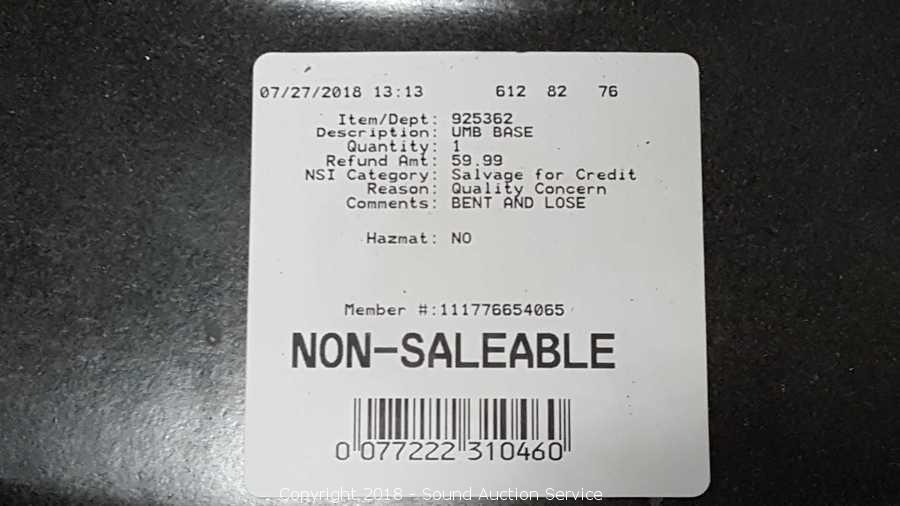 07/27/2018 13:13 612 82 76
Item/Dept: 925362
Description: UMB BASE
Quantity: 1
Refund Amt: 59.99
NSI Category: Salvage for Credit
Reason: Quality Concern
Comments: BENT AND LOSE
Hazmat: NO
Member #:111776654065
NON-SALEABLE
0 077222 310460
Copyright 2018 - Sound Auction Service